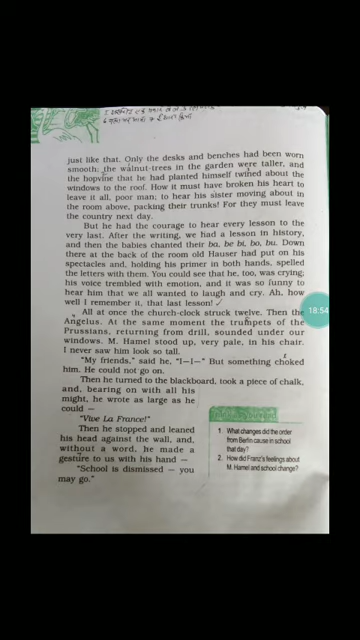 just like that. Only the desks and benches had been worn
smooth; the walnut-trees in the garden were taller, and
the hopvine that he had planted himself twined about the
windows to the roof. How it must have broken his heart to
leave it all, poor man; to hear his sister moving about in
the room above, packing their trunks! For they must leave
the country next day.
But he had the courage to hear every lesson to the
very last. After the writing, we had a lesson in history,
and then the babies chanted their ba, be bi, bo, bu. Down
there at the back of the room old Hauser had put on his
spectacles and, holding his primer in both hands, spelled
the letters with them. You could see that he, too, was crying;
his voice trembled with emotion, and it was so funny to
hear him that we all wanted to laugh and cry. Ah, how
well I remember it, that last lesson!
All at once the church-clock struck twelve. Then the
Angelus. At the same moment the trumpets of the
Prussians, returning from drill, sounded under our
windows. M. Hamel stood up, very pale, in his chair.
I never saw him look so tall.
“My friends,” said he, “I—I—” But something choked
him. He could not go on.
Then he turned to the blackboard, took a piece of chalk,
and, bearing on with all his
might, he wrote as large as he
could —
“Vive La France!”
Then he stopped and leaned
his head against the wall, and,
without a word, he made a
gesture to us with his hand —
“School is dismissed — you
may go.”
1. What changes did the order
from Berlin cause in school
that day?
2. How did Franz's feelings about
M. Hamel and school change?
18:54